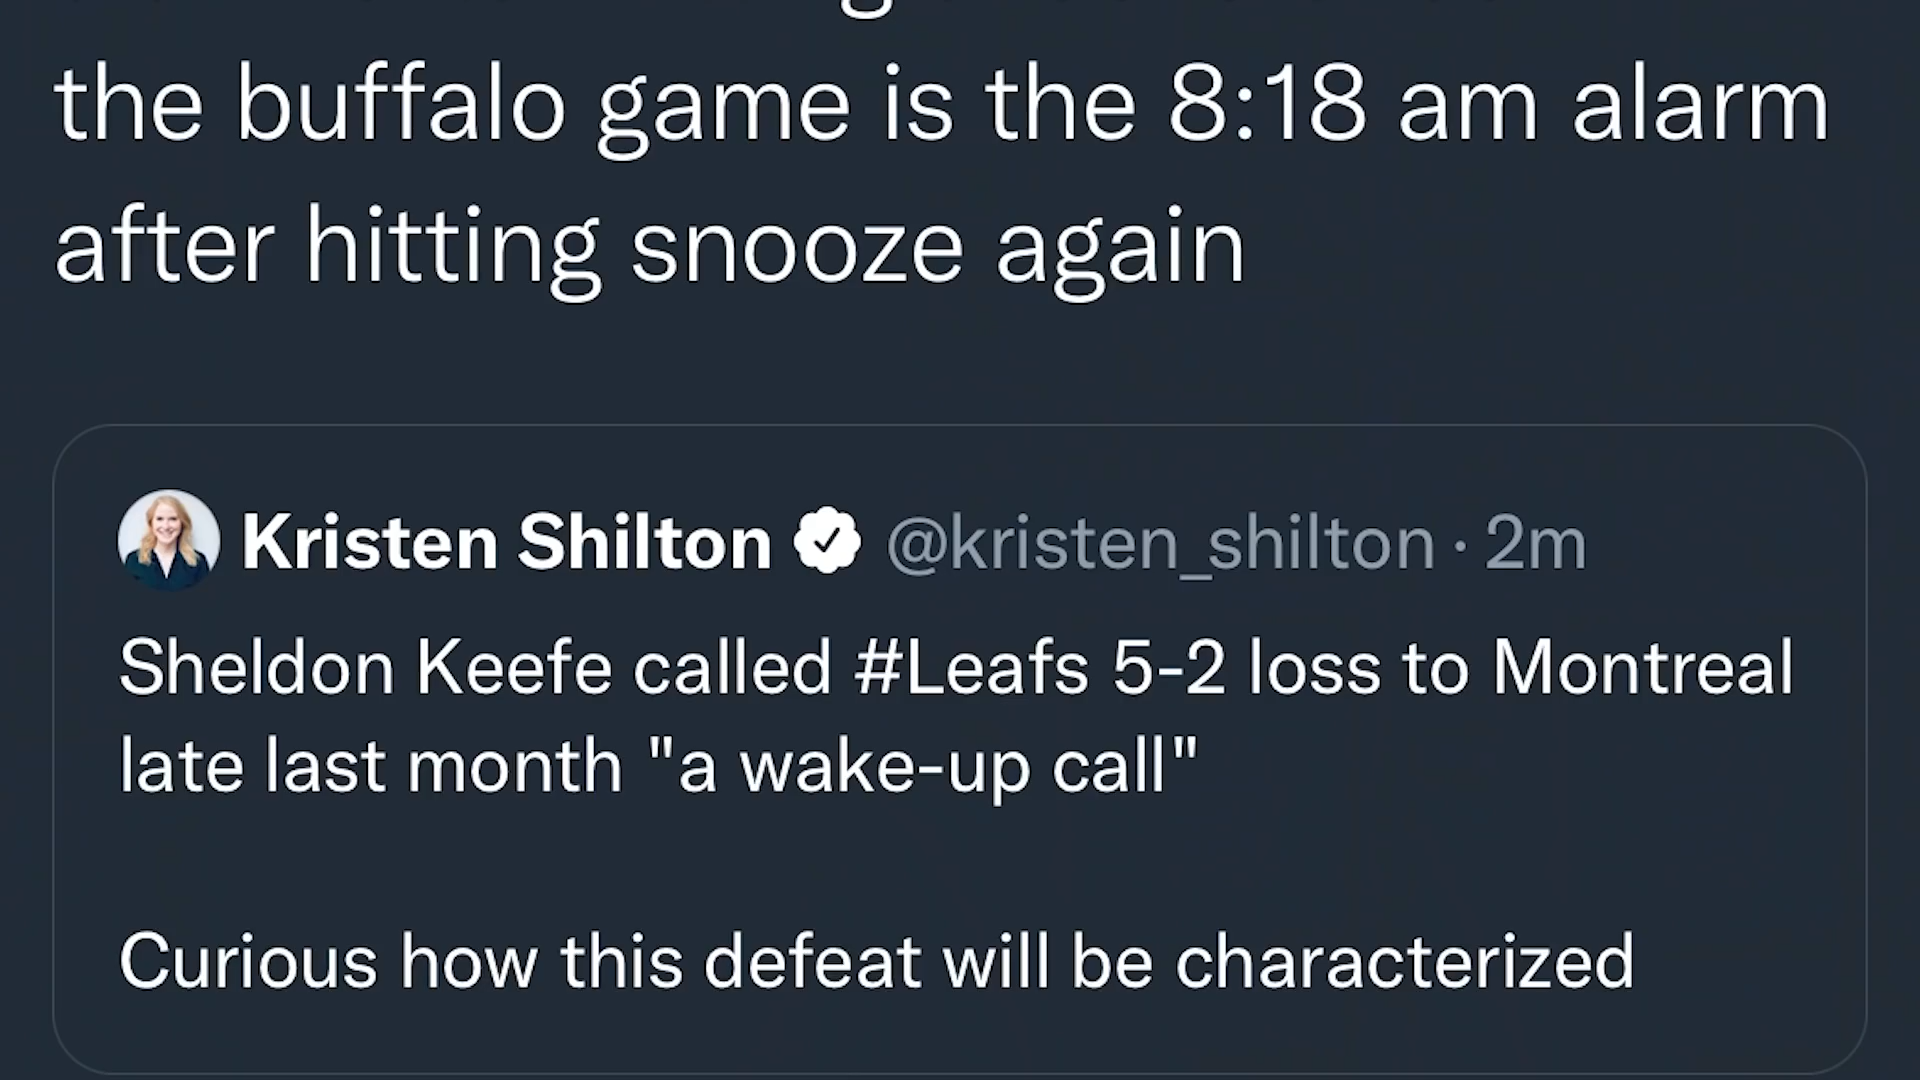 the buffalo game is the 8:18 am alarm
after hitting snooze again
Kristen Shilton @kristen_shilton · 2m
Sheldon Keefe called #Leafs 5-2 loss to Montreal
late last month "a wake-up call"
Curious how this defeat will be characterized